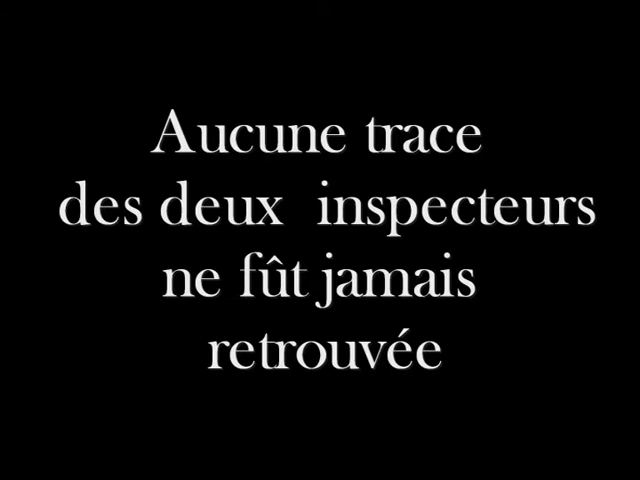 Aucune trace
des deux inspecteurs
ne fût jamais
retrouvée